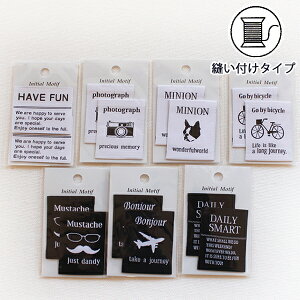 縫い付けタイプ
Initial Motif
HAVE FUN
We are happy to serve
you. I hope your days
are special.
Enjoy oneself to the full.
We are happy to serve
you. I hope your days
are special.
Enjoy oneself to the full.
Initial Motif
photograph
photograph
precious memory
Initial Motif
MINION
MINION
wonderfulworld
Initial Motif
Go by bicycle
Go by bicycle
Life is like
a long journey.
Initial Motif
Mustache
Mustache
Just dandy
Initial Motif
Bonjour
Bonjour
take a journey
Initial Motif
DAILY
SMART
DAILY
SMART